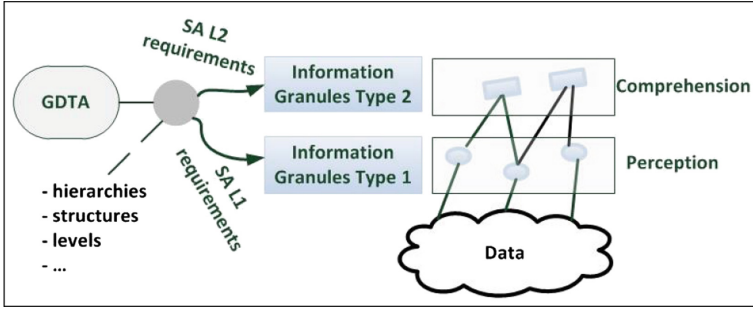 SA L2
requirements
GDTA
Information
Granules Type 2
Comprehension
SA L1
requirements
Information
Granules Type 1
Perception
- hierarchies
- structures
- levels
- ...
Data